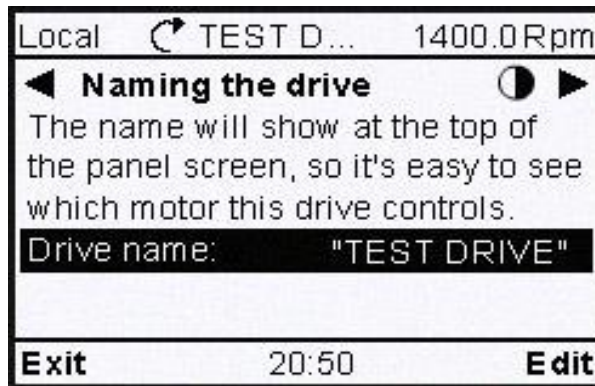 Local TEST D... 1400.0Rpm
Naming the drive
The name will show at the top of
the panel screen, so it's easy to see
which motor this drive controls.
Drive name: "TEST DRIVE"
Exit 20:50 Edit